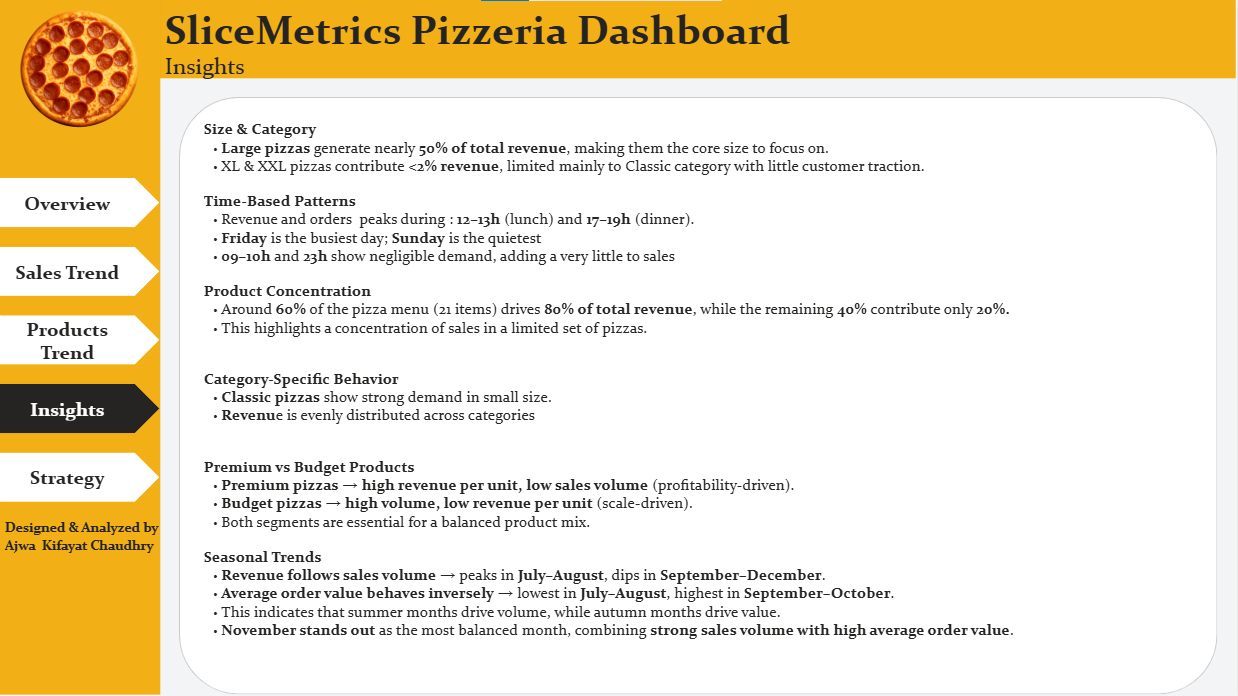 SliceMetrics Pizzeria Dashboard
Insights
Overview
Sales Trend
Products
Trend
Insights
Strategy
Designed & Analyzed by
Ajwa Kifayat Chaudhry
Size & Category
• Large pizzas generate nearly 50% of total revenue, making them the core size to focus on.
• XL & XXL pizzas contribute <2% revenue, limited mainly to Classic category with little customer traction.
Time-Based Patterns
• Revenue and orders peaks during : 12–13h (lunch) and 17–19h (dinner).
• Friday is the busiest day; Sunday is the quietest
• 09–10h and 23h show negligible demand, adding a very little to sales
Product Concentration
• Around 60% of the pizza menu (21 items) drives 80% of total revenue, while the remaining 40% contribute only 20%.
• This highlights a concentration of sales in a limited set of pizzas.
Category-Specific Behavior
• Classic pizzas show strong demand in small size.
• Revenue is evenly distributed across categories
Premium vs Budget Products
• Premium pizzas → high revenue per unit, low sales volume (profitability-driven).
• Budget pizzas → high volume, low revenue per unit (scale-driven).
• Both segments are essential for a balanced product mix.
Seasonal Trends
• Revenue follows sales volume → peaks in July–August, dips in September–December.
• Average order value behaves inversely → lowest in July–August, highest in September–October.
• This indicates that summer months drive volume, while autumn months drive value.
• November stands out as the most balanced month, combining strong sales volume with high average order value.